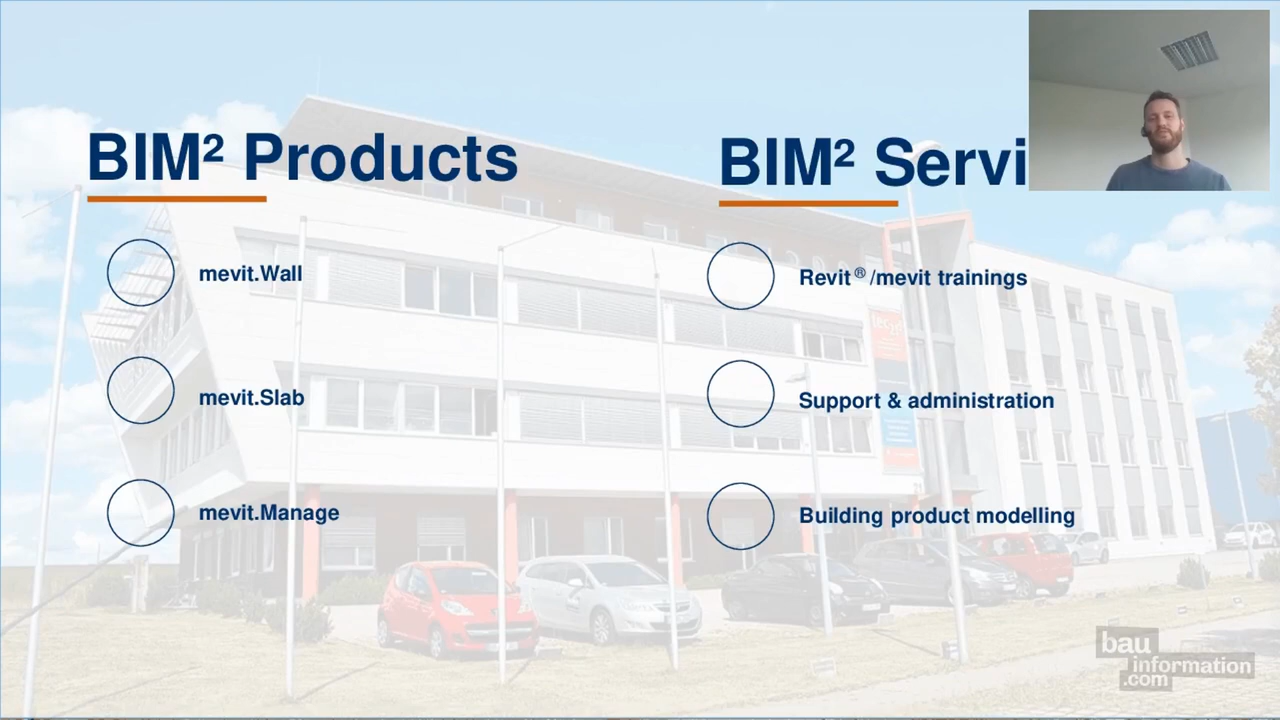 BIM² Products
mevit.Wall
mevit.Slab
mevit.Manage
BIM² Servi
Revit®/mevit trainings
Support & administration
Building product modelling
bau
information
.com